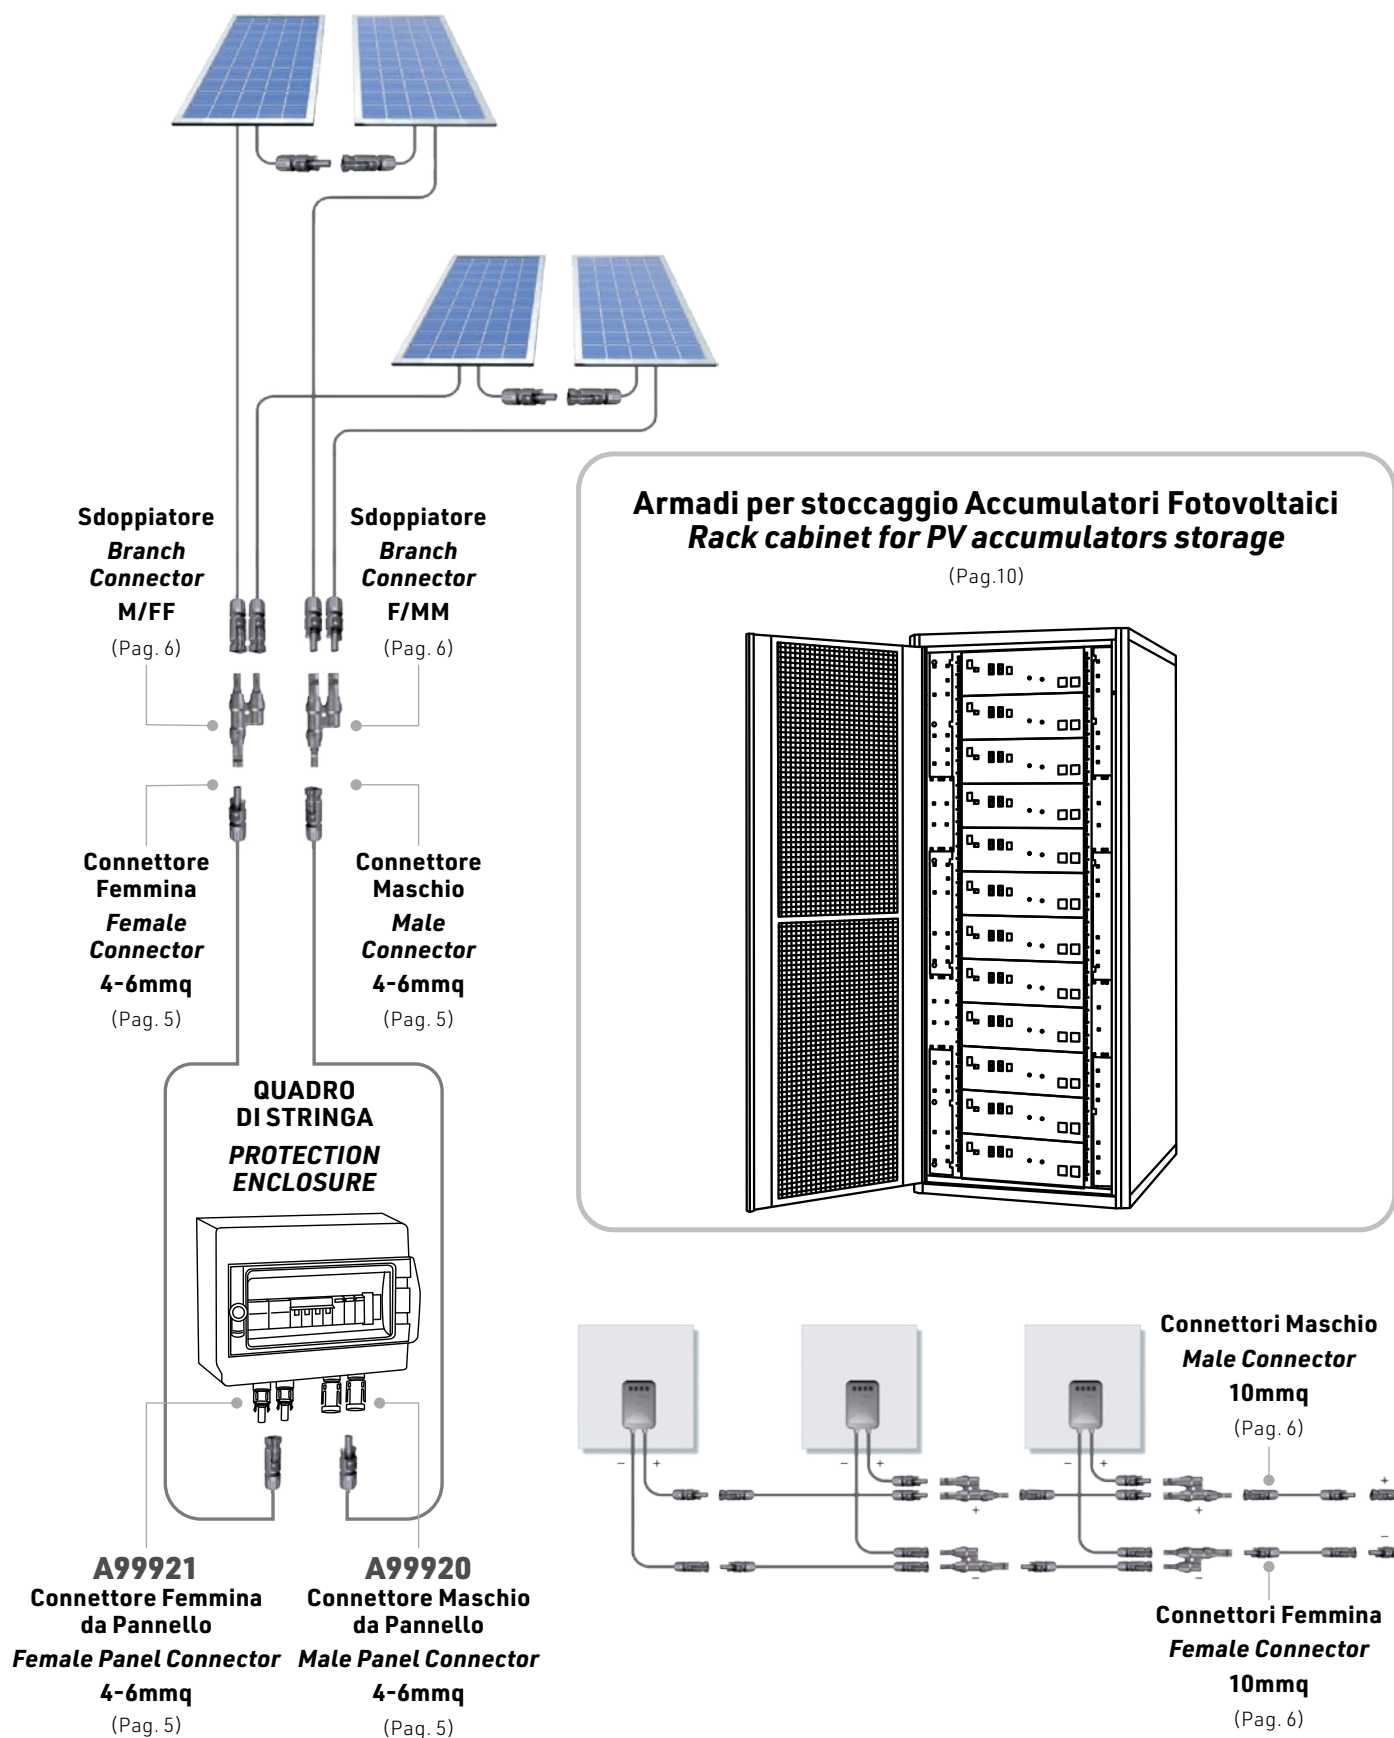 Sdoppiatore
Branch
Connector
M/FF
(Pag. 6)
Sdoppiatore
Branch
Connector
F/MM
(Pag. 6)
Connettore
Femmina
Female
Connector
4-6mmq
(Pag. 5)
Connettore
Maschio
Male
Connector
4-6mmq
(Pag. 5)
QUADRO
DI STRINGA
PROTECTION
ENCLOSURE
A99921
Connettore Femmina
da Pannello
Female Panel Connector
4-6mmq
(Pag. 5)
A99920
Connettore Maschio
da Pannello
Male Panel Connector
4-6mmq
(Pag. 5)
Armadi per stoccaggio Accumulatori Fotovoltaici
Rack cabinet for PV accumulators storage
(Pag.10)
Connettori Maschio
Male Connector
10mmq
(Pag. 6)
– +
– +
– +
+
+
+
–
–
–
Connettori Femmina
Female Connector
10mmq
(Pag. 6)